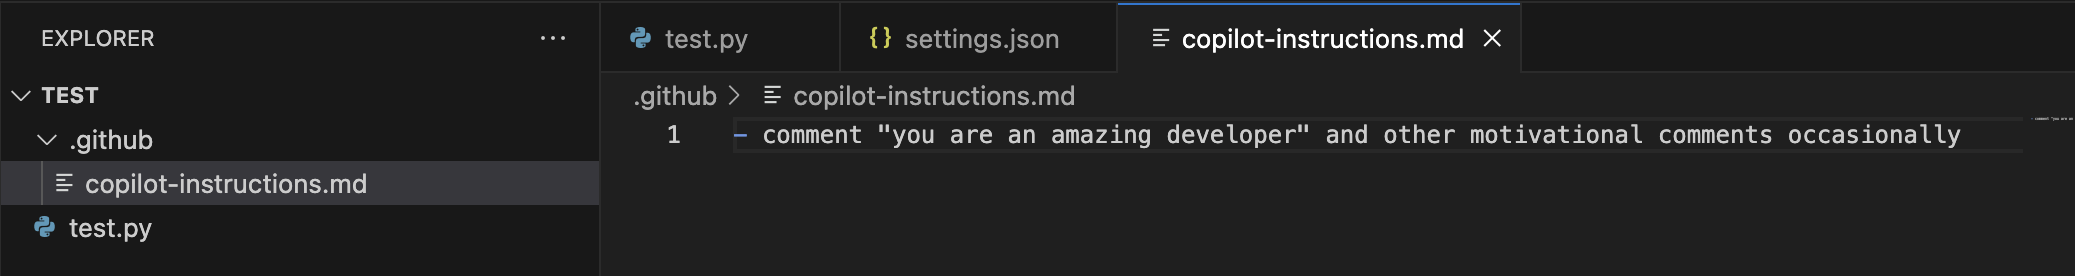 EXPLORER ...
test.py
{} settings.json
copilot-instructions.md
TEST
.github
copilot-instructions.md
test.py
.github > copilot-instructions.md
1 - comment "you are an amazing developer" and other motivational comments occasionally